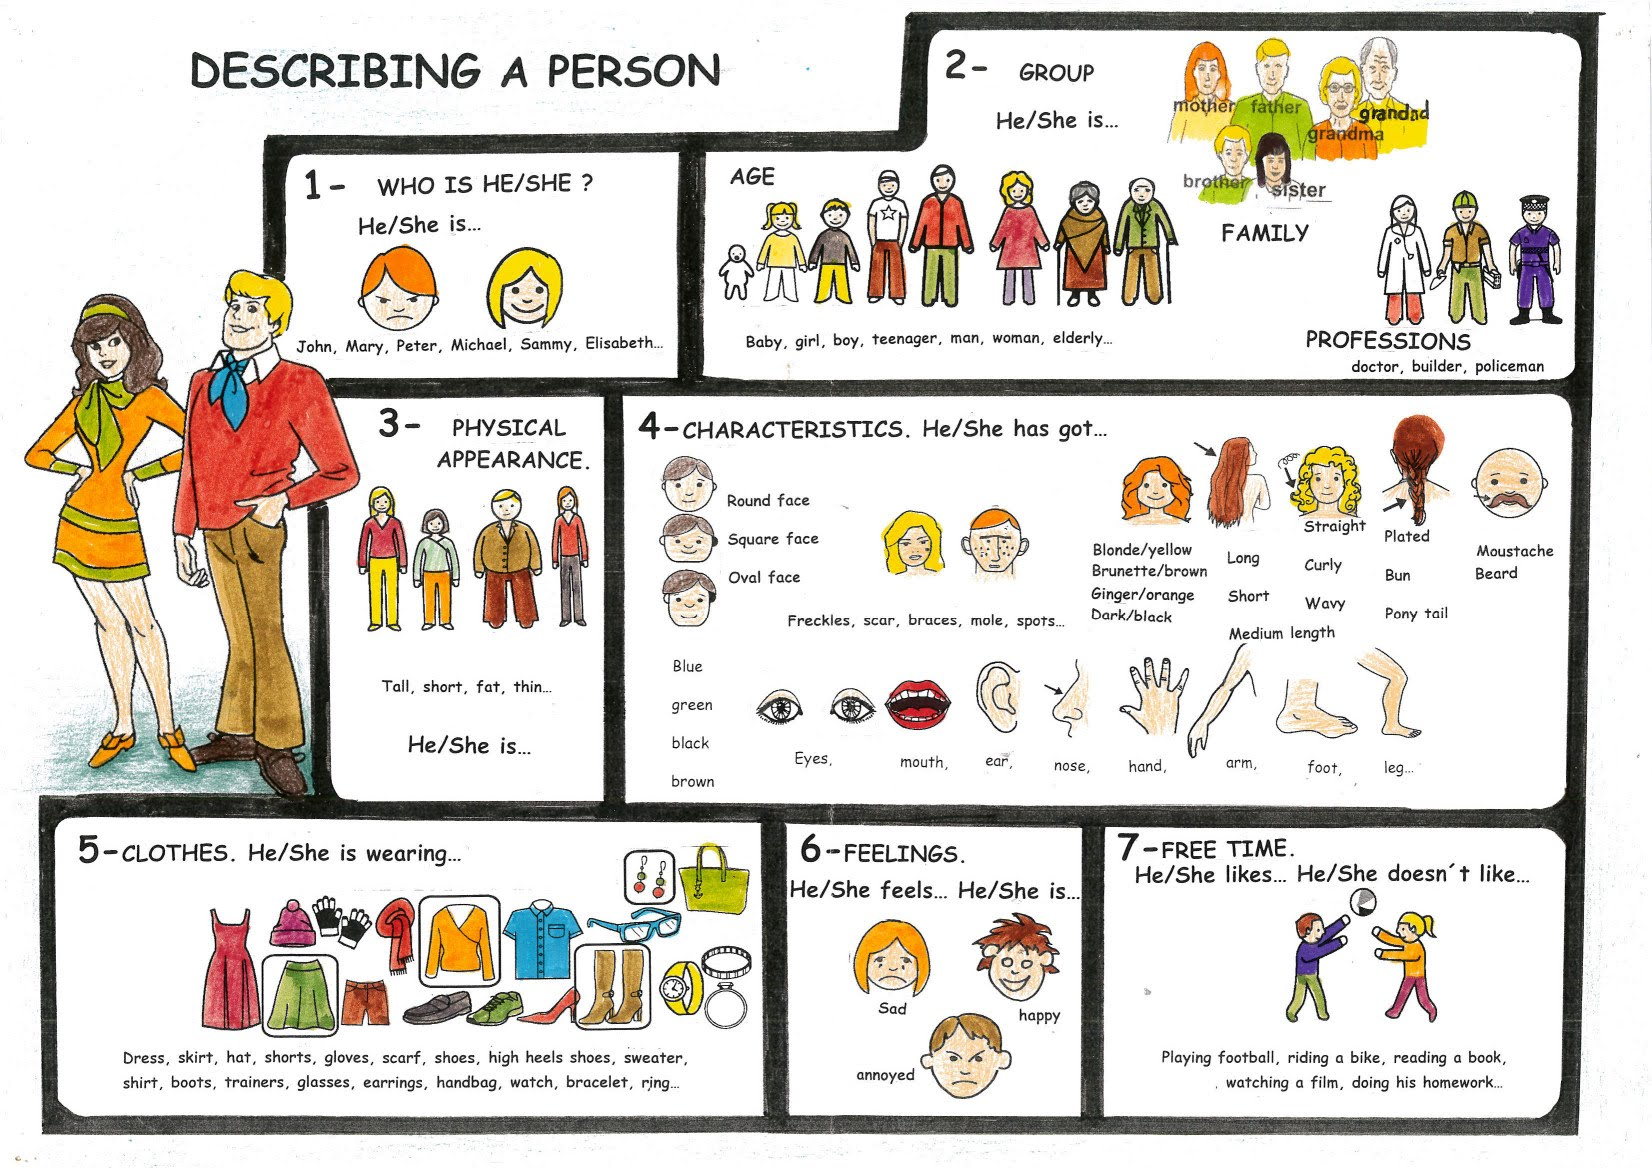 DESCRIBING A PERSON
1- WHO IS HE/SHE ?
He/She is...
John, Mary, Peter, Michael, Sammy, Elisabeth...
2- GROUP
He/She is...
mother father grandma grandad
brother sister
FAMILY
AGE
Baby, girl, boy, teenager, man, woman, elderly...
PROFESSIONS
doctor, builder, policeman
3- PHYSICAL
APPEARANCE.
Tall, short, fat, thin...
He/She is...
4-CHARACTERISTICS. He/She has got...
Round face
Square face
Oval face
Freckles, scar, braces, mole, spots...
Blonde/yellow
Brunette/brown
Ginger/orange
Dark/black
Long
Short
Medium length
Straight
Curly
Wavy
Plated
Bun
Pony tail
Moustache
Beard
Blue
green
black
brown
Eyes, mouth, ear, nose, hand, arm, foot, leg...
5-CLOTHES. He/She is wearing...
Dress, skirt, hat, shorts, gloves, scarf, shoes, high heels shoes, sweater,
shirt, boots, trainers, glasses, earrings, handbag, watch, bracelet, ring...
6-FEELINGS.
He/She feels... He/She is...
Sad
happy
annoyed
7-FREE TIME.
He/She likes... He/She doesn´t like...
Playing football, riding a bike, reading a book,
watching a film, doing his homework...